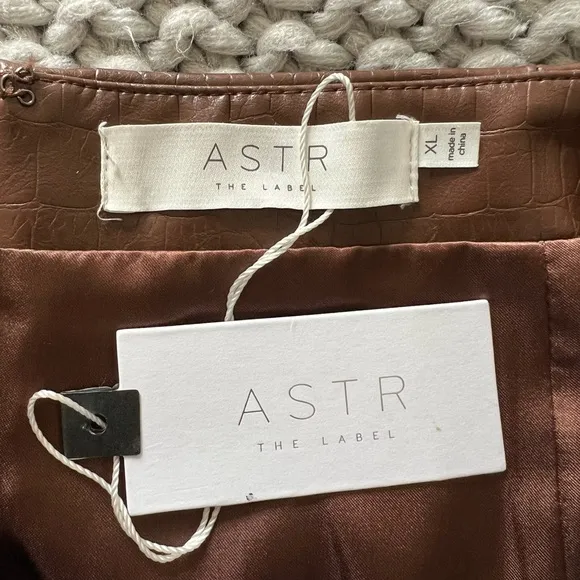 ASTR
THE LABEL
XL
made in
china
ASTR
THE LABEL